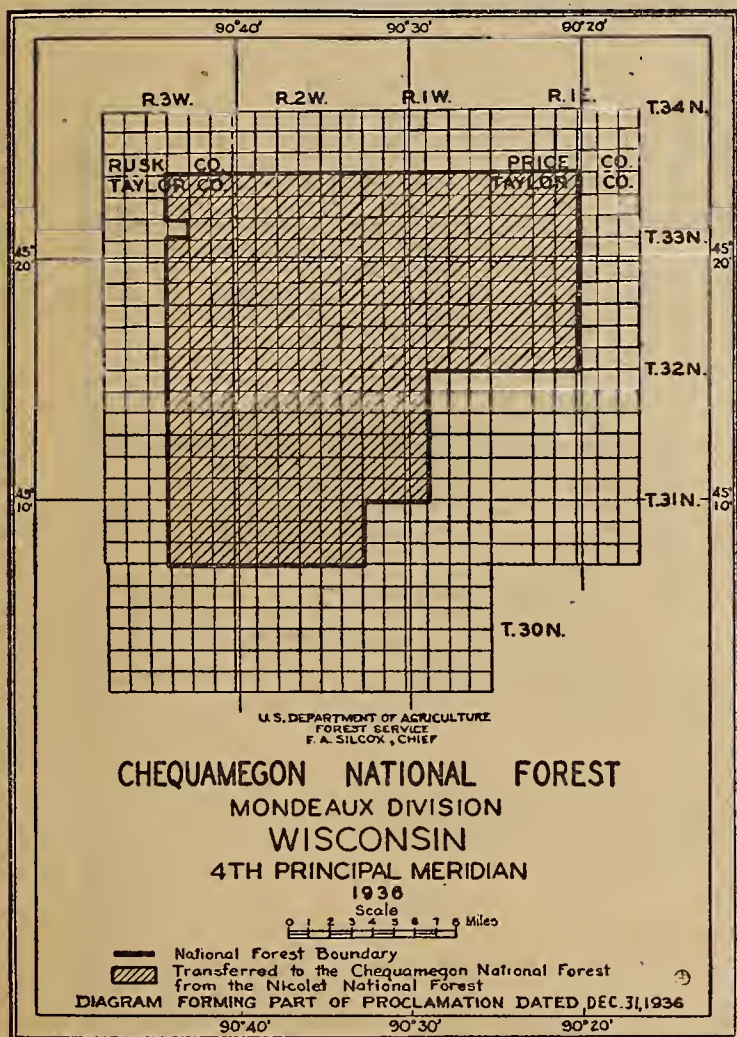 90°40' 90°30' 90°20'
R.3W. R.2W. R.1W. R.1E.
T.34N.
RUSK CO. PRICE CO.
TAYLOR CO. TAYLOR CO.
T.33N.
45° 20' 45° 20'
T.32N.
45° 10' T.31N. 45° 10'
T.30N.
U.S. DEPARTMENT OF AGRICULTURE
FOREST SERVICE
F. A. SILCOX, CHIEF
CHEQUAMEGON NATIONAL FOREST
MONDEAUX DIVISION
WISCONSIN
4TH PRINCIPAL MERIDIAN
1936
Scale
0 1 2 3 4 5 6 7 8 Miles
National Forest Boundary
Transferred to the Chequamegon National Forest
from the Nicolet National Forest
DIAGRAM FORMING PART OF PROCLAMATION DATED, DEC. 31, 1936
90°40' 90°30' 90°20'